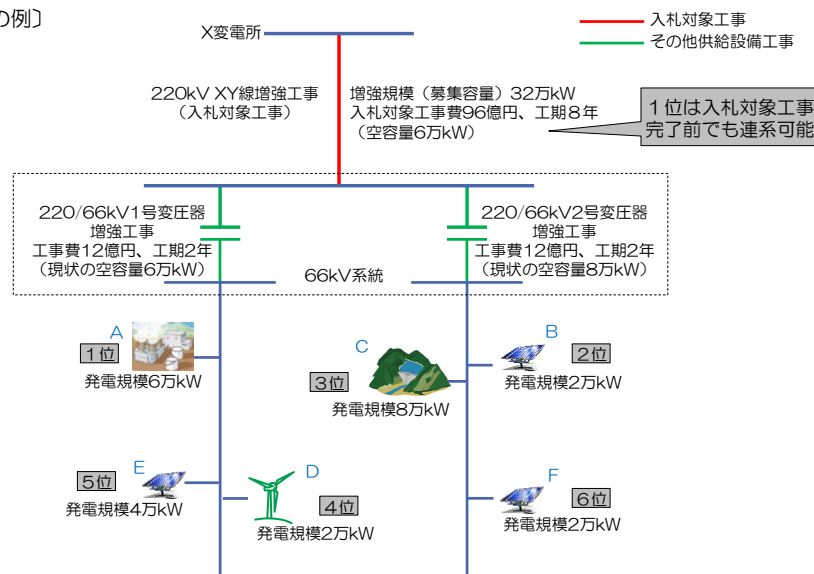 の例〕
X変電所
入札対象工事
その他供給設備工事
220kV XY線増強工事
(入札対象工事)
増強規模(募集容量)32万kW
入札対象工事費96億円、工期8年
(空容量6万kW)
1位は入札対象工事
完了前でも連系可能
220/66kV1号変圧器
増強工事
工事費12億円、工期2年
(現状の空容量6万kW)
220/66kV2号変圧器
増強工事
工事費12億円、工期2年
(現状の空容量8万kW)
66kV系統
A
1位
発電規模6万kW
C
3位
発電規模8万kW
B
2位
発電規模2万kW
E
5位
発電規模4万kW
D
4位
発電規模2万kW
F
6位
発電規模2万kW